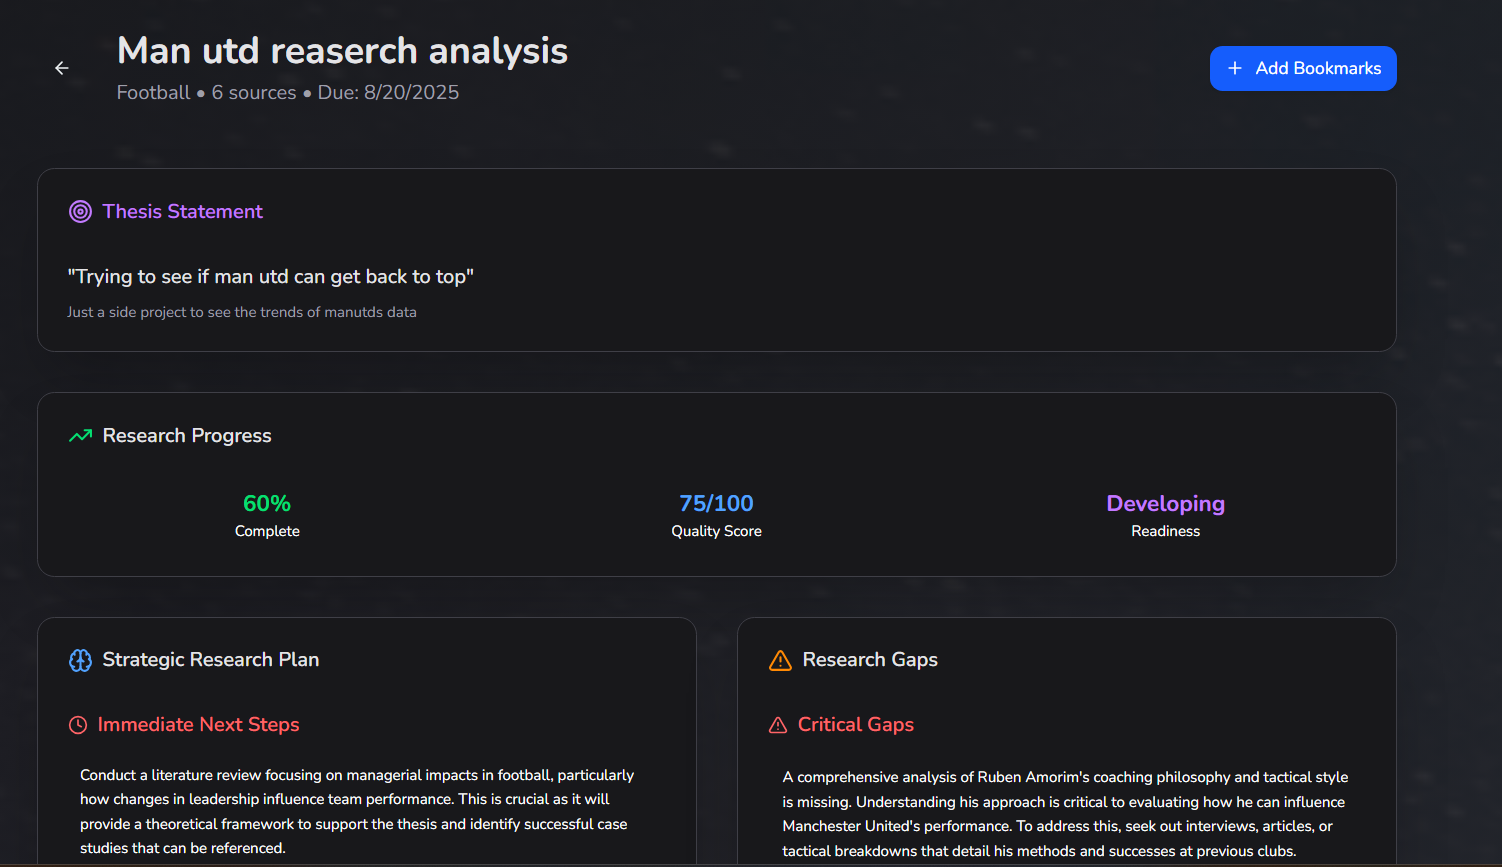 Man utd reaserch analysis
Football • 6 sources • Due: 8/20/2025
+ Add Bookmarks
Thesis Statement
"Trying to see if man utd can get back to top"
Just a side project to see the trends of manutds data
Research Progress
60%
Complete
75/100
Quality Score
Developing
Readiness
Strategic Research Plan
Immediate Next Steps
Conduct a literature review focusing on managerial impacts in football, particularly
how changes in leadership influence team performance. This is crucial as it will
provide a theoretical framework to support the thesis and identify successful case
studies that can be referenced.
Research Gaps
Critical Gaps
A comprehensive analysis of Ruben Amorim's coaching philosophy and tactical style
is missing. Understanding his approach is critical to evaluating how he can influence
Manchester United's performance. To address this, seek out interviews, articles, or
tactical breakdowns that detail his methods and successes at previous clubs.